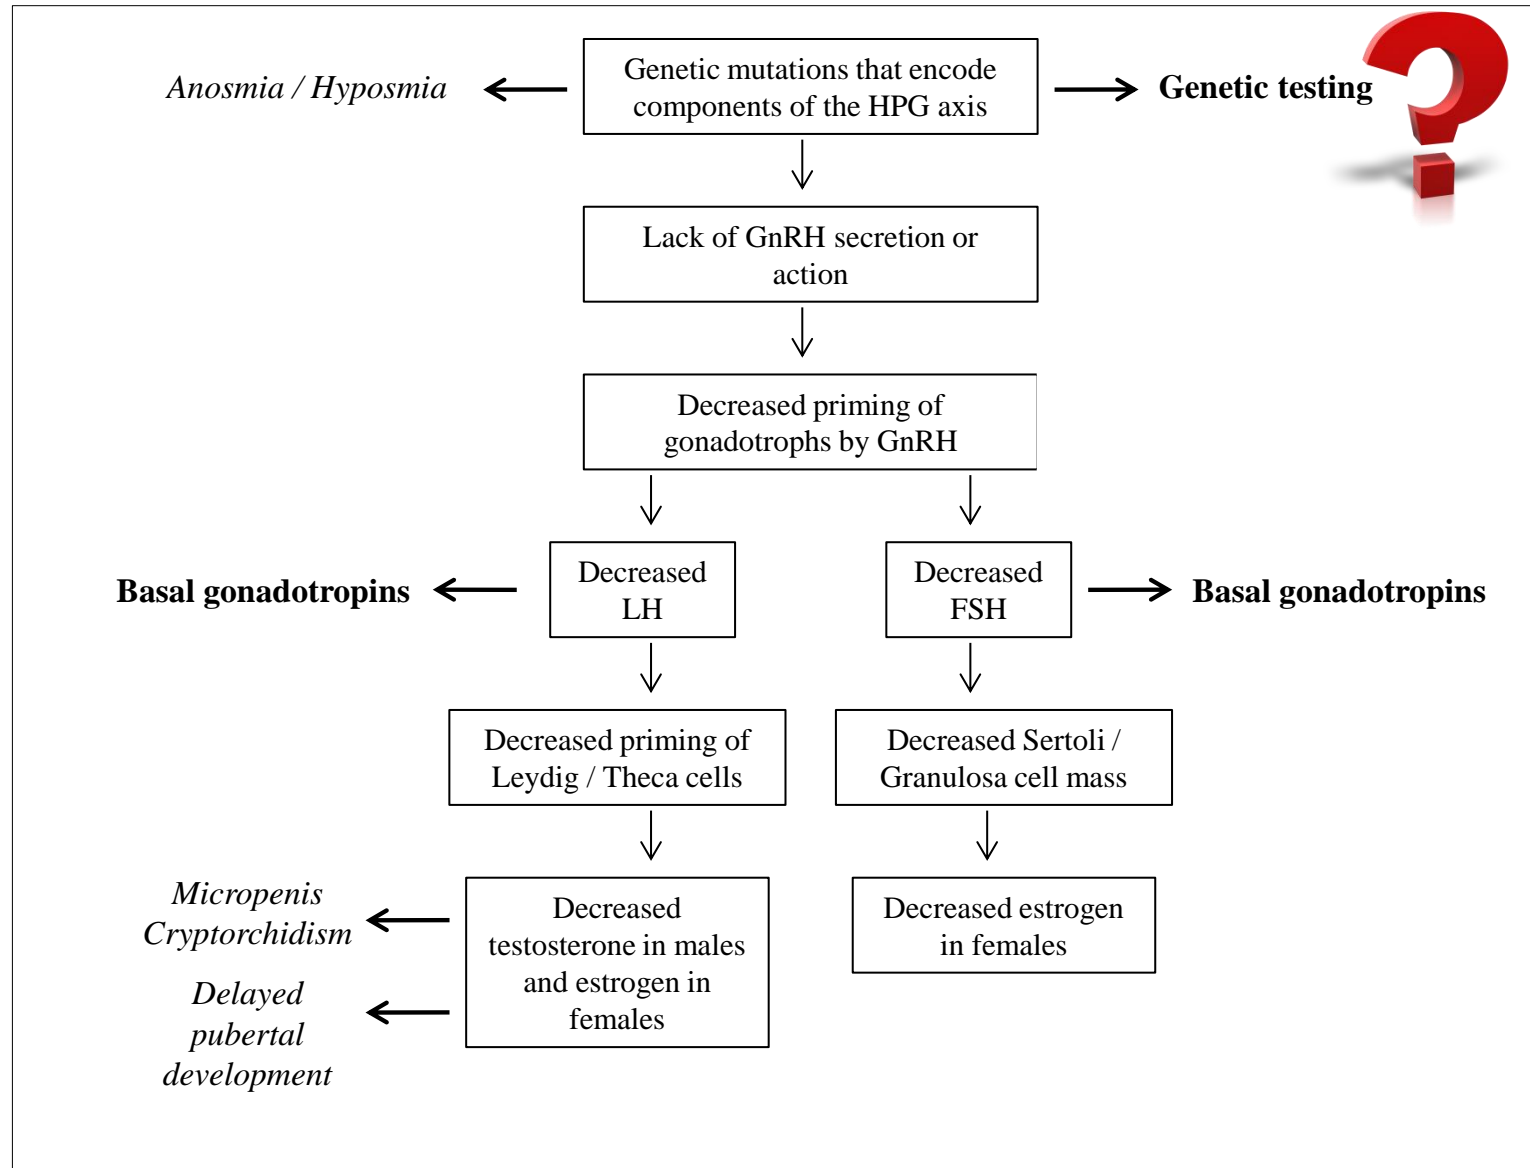 Anosmia / Hyposmia
Genetic mutations that encode
components of the HPG axis
Genetic testing
?
Lack of GnRH secretion or
action
Decreased priming of
gonadotrophs by GnRH
Basal gonadotropins
Decreased
LH
Decreased
FSH
Basal gonadotropins
Decreased priming of
Leydig / Theca cells
Decreased Sertoli /
Granulosa cell mass
Micropenis
Cryptorchidism
Delayed
pubertal
development
Decreased
testosterone in males
and estrogen in
females
Decreased estrogen
in females